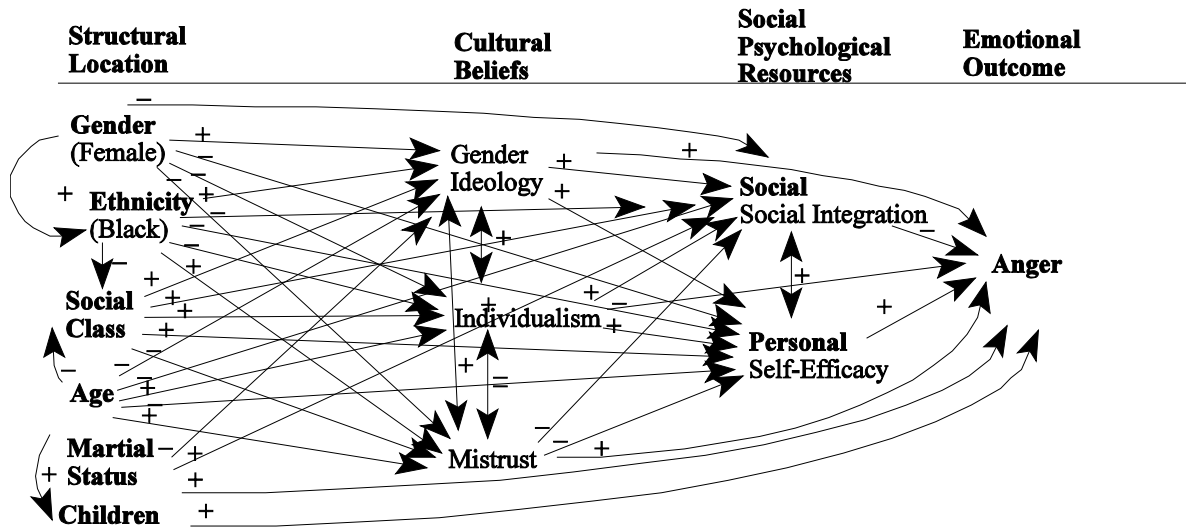 Structural
Location
Cultural
Beliefs
Social
Psychological
Resources
Emotional
Outcome
Gender
(Female)
Ethnicity
(Black)
Social
Class
Age
Martial
Status
Children
Gender
Ideology
Individualism
Mistrust
Social
Social Integration
Personal
Self-Efficacy
Anger